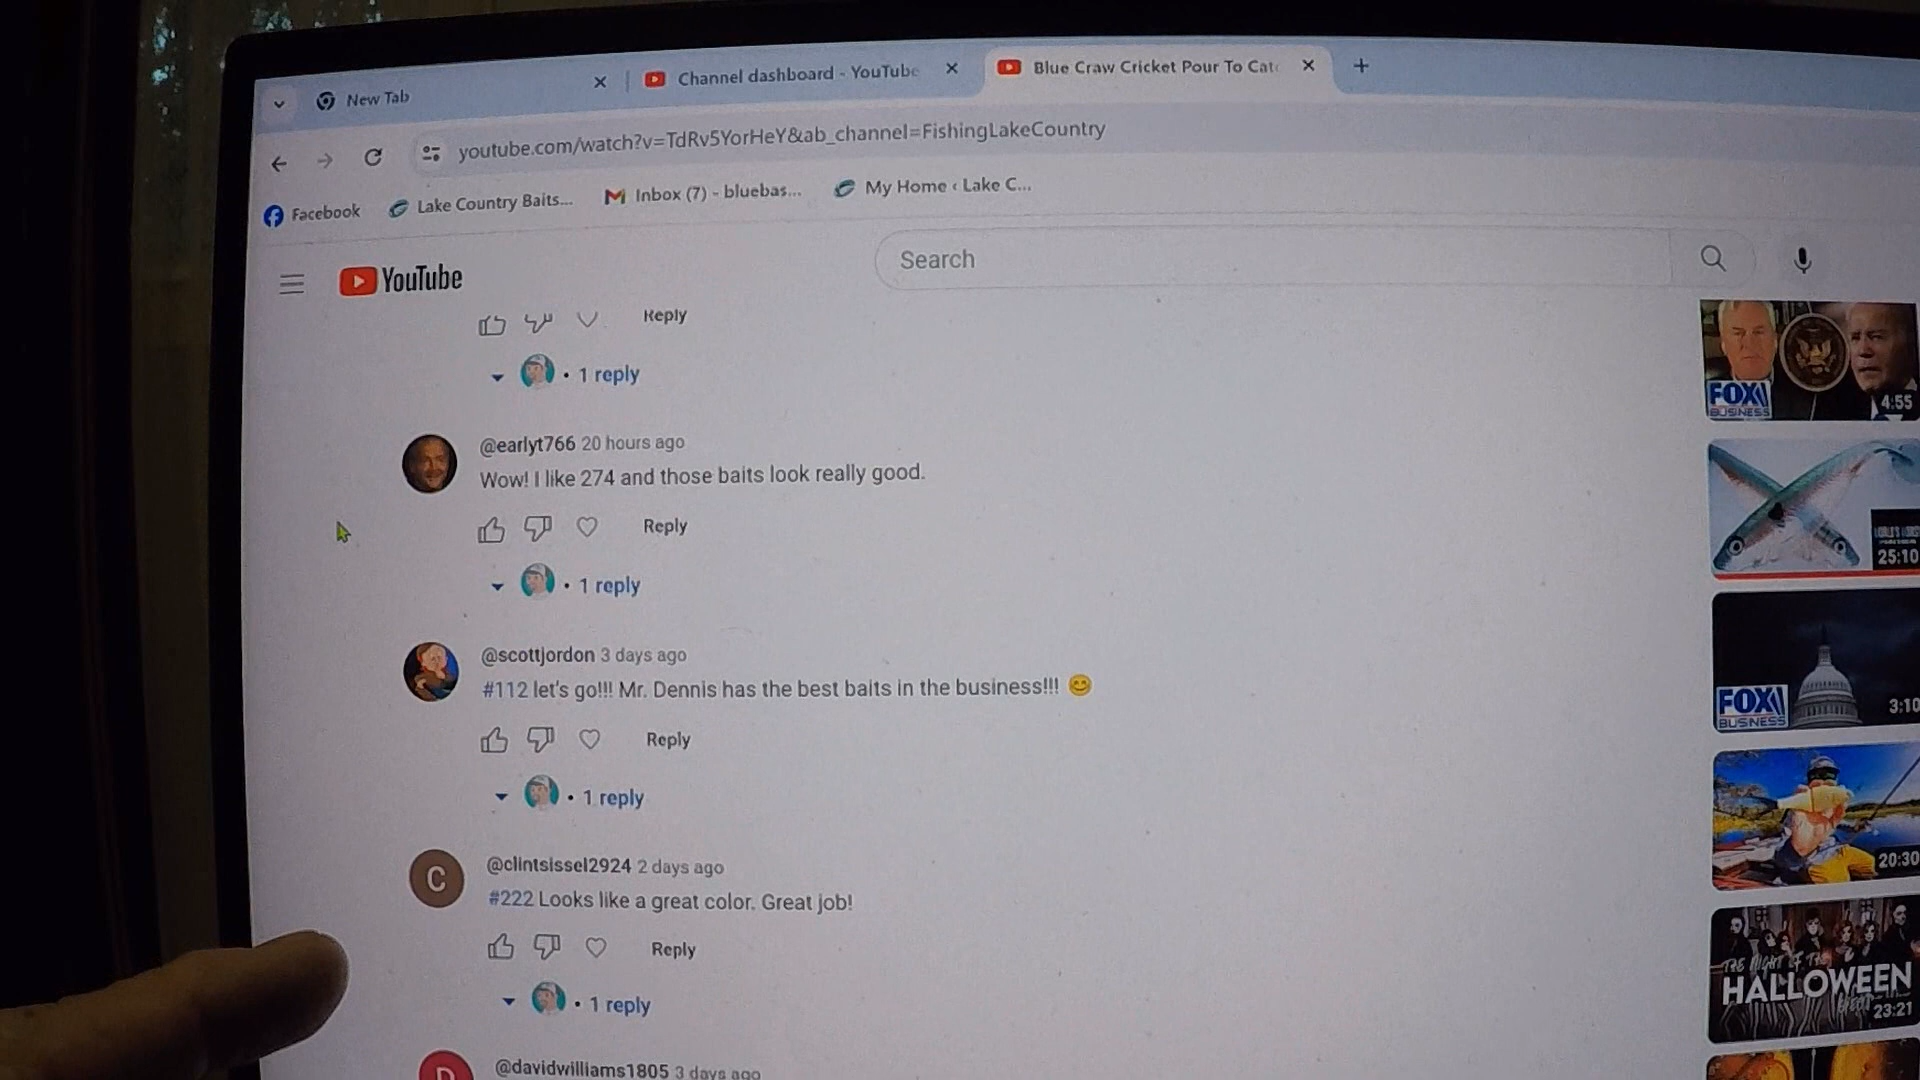 New Tab
Channel dashboard - YouTube
Blue Craw Cricket Pour To Cat
youtube.com/watch?v=TdRv5YorHeY&ab_channel=FishingLakeCountry
Facebook
Lake Country Baits...
Inbox (7) - bluebas...
My Home ‹ Lake C...
YouTube
Search
Reply
• 1 reply
@earlyt766 20 hours ago
Wow! I like 274 and those baits look really good.
Reply
• 1 reply
@scottjordon 3 days ago
#112 let's go!!! Mr. Dennis has the best baits in the business!!! 😊
Reply
• 1 reply
C
@clintsissel2924 2 days ago
#222 Looks like a great color. Great job!
Reply
• 1 reply
D
@davidwilliams1805 3 days ago
FOX
BUSINESS
4:55
25:10
FOX
BUSINESS
3:10
20:30
THE NIGHT OF THE
HALLOWEEN
23:21